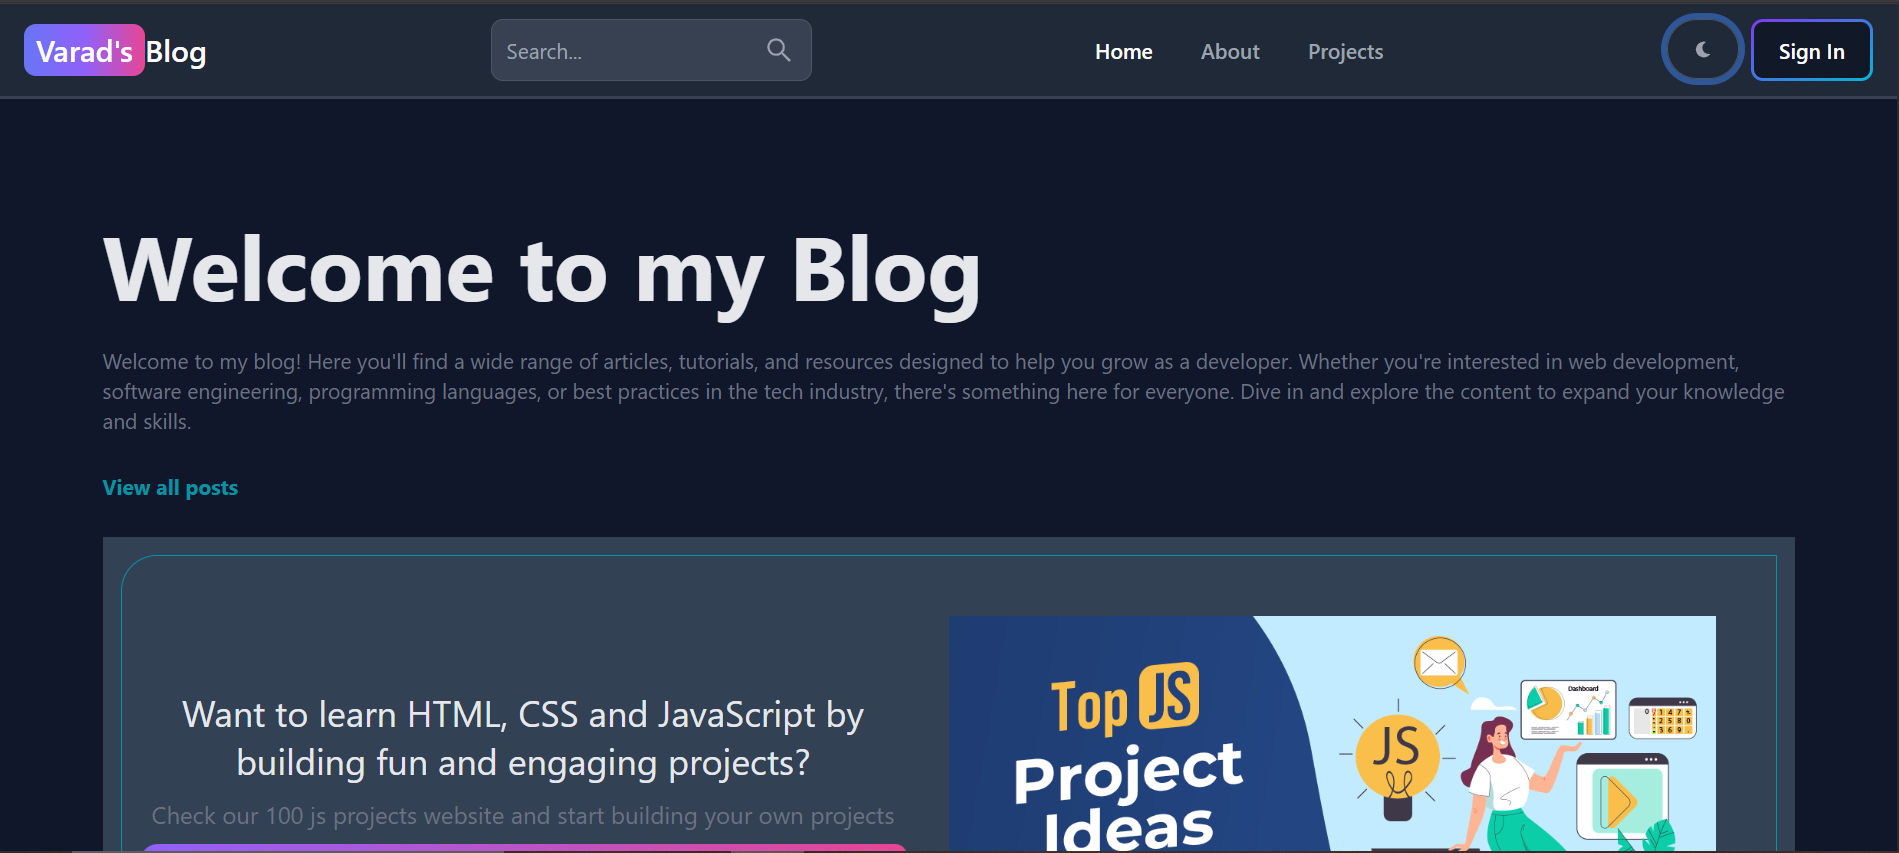 Varad's Blog
Search...
Home
About
Projects
Sign In
Welcome to my Blog
Welcome to my blog! Here you'll find a wide range of articles, tutorials, and resources designed to help you grow as a developer. Whether you're interested in web development,
software engineering, programming languages, or best practices in the tech industry, there's something here for everyone. Dive in and explore the content to expand your knowledge
and skills.
View all posts
Want to learn HTML, CSS and JavaScript by
building fun and engaging projects?
Check our 100 js projects website and start building your own projects
Top JS
Project
Ideas
JS
Dashboard